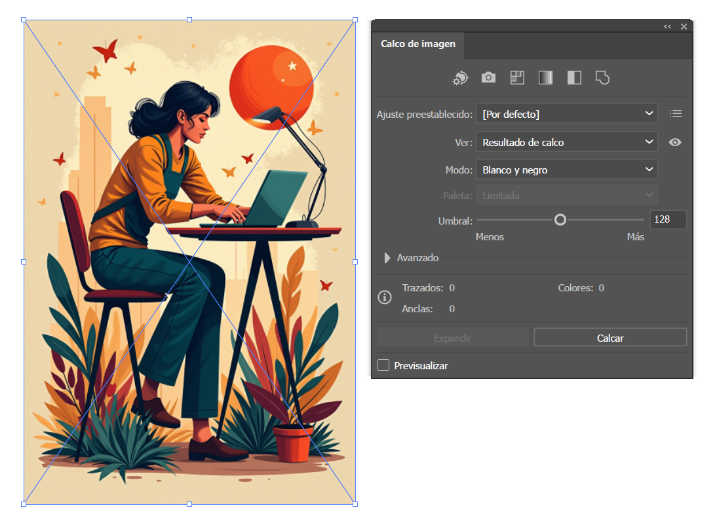 Calco de imagen
Ajuste preestablecido: [Por defecto]
Ver: Resultado de calco
Modo: Blanco y negro
Paleta: Limitada
Umbral: 128
Menos Más
Avanzado
Trazados: 0 Colores: 0
Anclas: 0
Expandir Calcar
Previsualizar